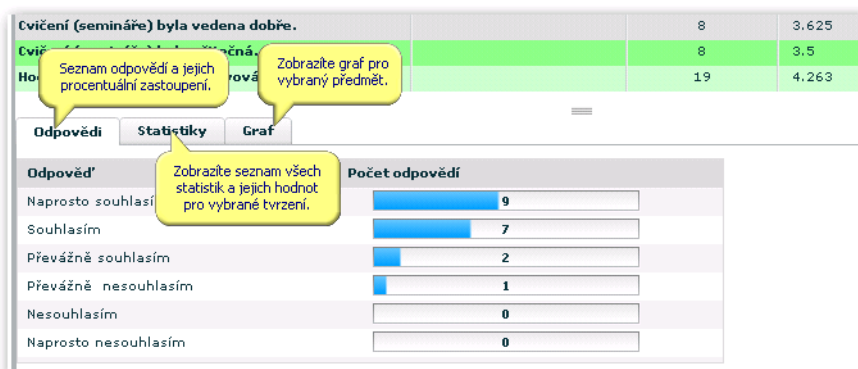 Cvičení (semináře) byla vedena dobře. 8 3.625
8 3.5
19 4.263
Seznam odpovědí a jejich
procentuální zastoupení.
Zobrazíte graf pro
vybraný předmět.
Odpovědi Statistiky Graf
Zobrazíte seznam všech
statistik a jejich hodnot
pro vybrané tvrzení.
Odpověď Počet odpovědí
Naprosto 9
Souhlasím 7
Převážně souhlasím 2
Převážně nesouhlasím 1
Nesouhlasím 0
Naprosto nesouhlasím 0